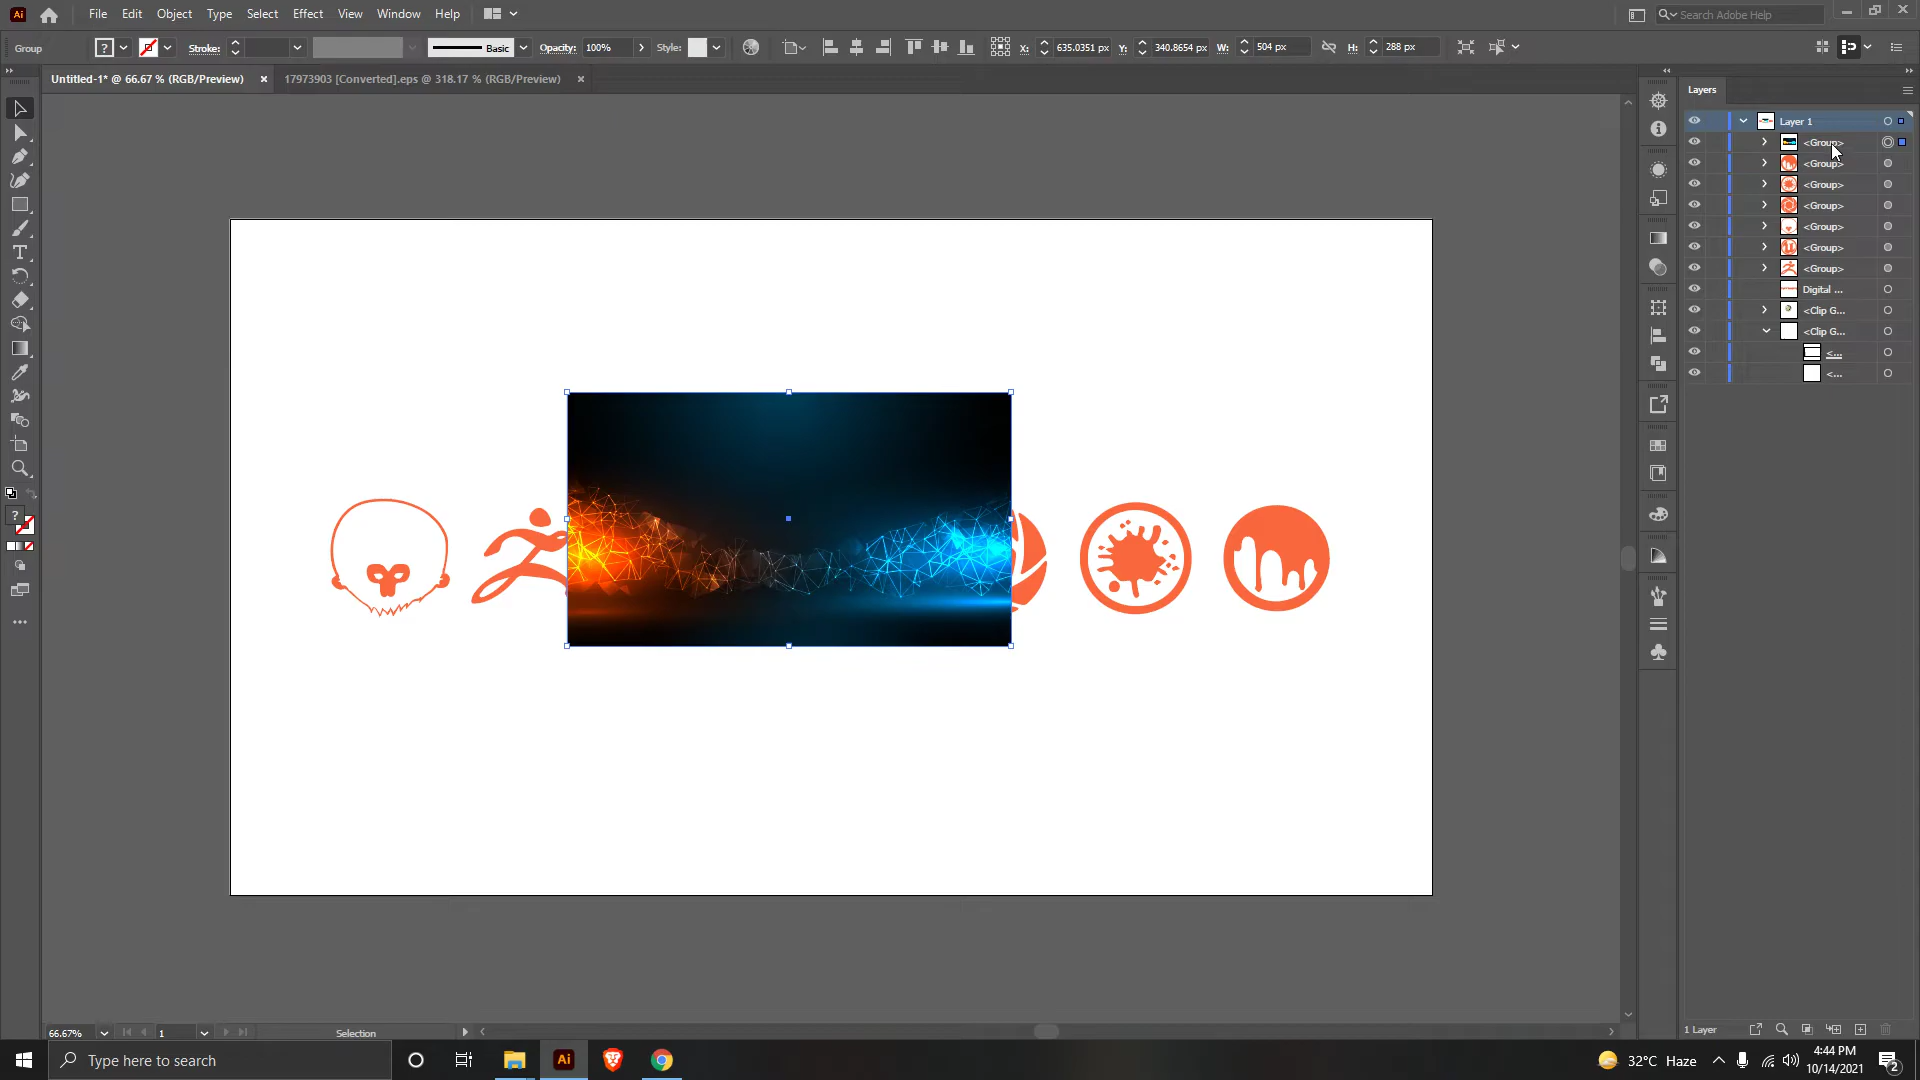 Ai File Edit Object Type Select Effect View Window Help Search Adobe Help
Group ? Stroke: Basic Opacity: 100% Style: X: 635.0351 px Y: 340.8654 px W: 504 px H: 288 px
Untitled-1* @ 66.67 % (RGB/Preview) × 17973903 [Converted].eps @ 318.17 % (RGB/Preview) ×
Layers
Layer 1
<Group>
<Group>
<Group>
<Group>
<Group>
<Group>
<Group>
Digital ...
<Clip G...
<Clip G...
<...
<...
?
66.67% 1 Selection 1 Layer
Type here to search Ai 32°C Haze 4:44 PM
10/14/2021 2